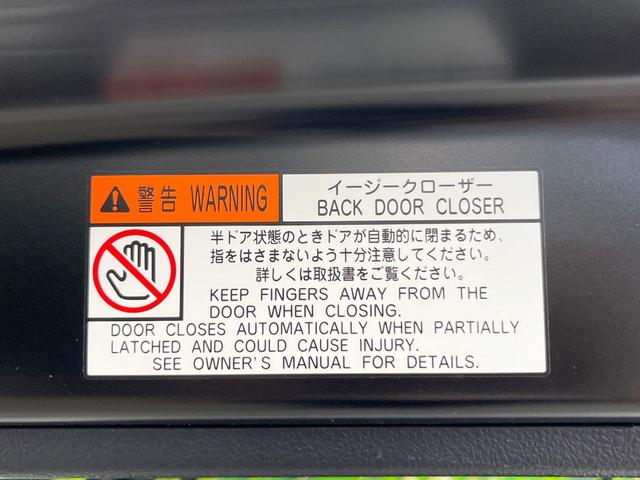 警告 WARNING
イージークローザー
BACK DOOR CLOSER
半ドア状態のときドアが自動的に閉まるため、
指をはさまないよう十分注意してください。
詳しくは取扱書をご覧ください。
KEEP FINGERS AWAY FROM THE
DOOR WHEN CLOSING.
DOOR CLOSES AUTOMATICALLY WHEN PARTIALLY
LATCHED AND COULD CAUSE INJURY.
SEE OWNER'S MANUAL FOR DETAILS.